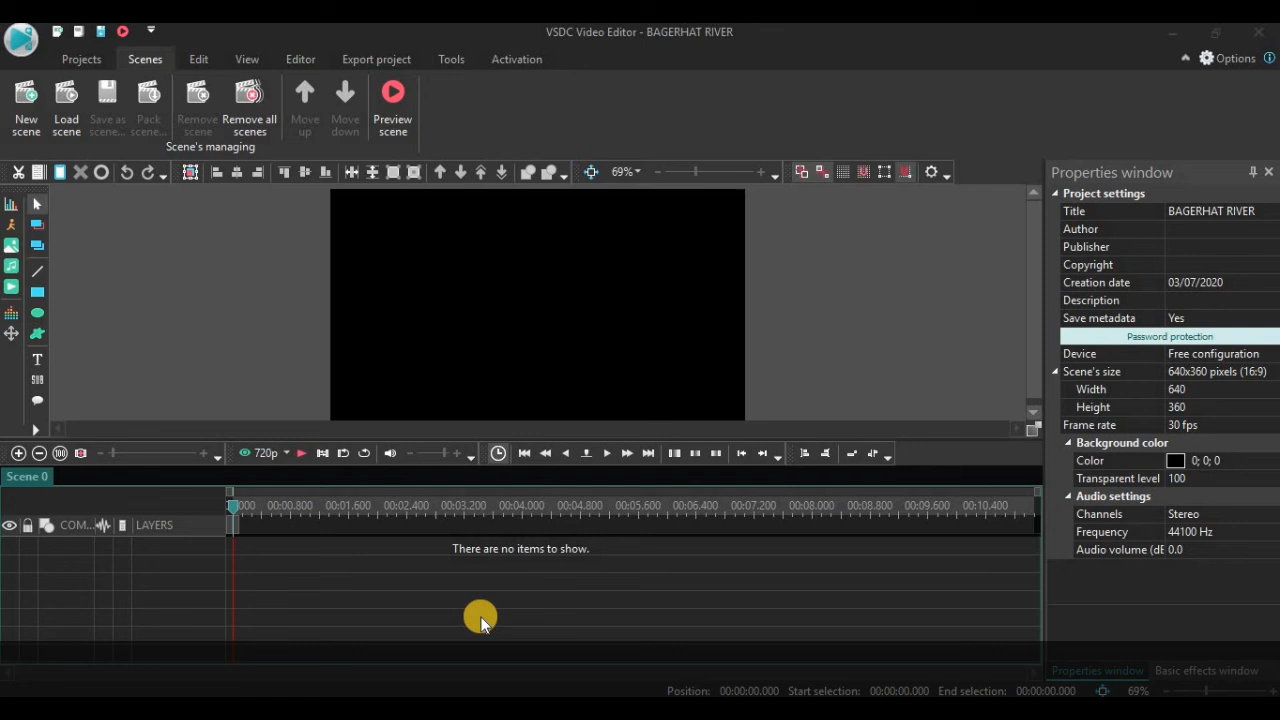 VSDC Video Editor - BAGERHAT RIVER
Projects Scenes Edit View Editor Export project Tools Activation Options
New scene
Load scene
Save as scene...
Pack scene...
Remove scene
Remove all scenes
Move up
Move down
Preview scene
Scene's managing
69%
Properties window
Project settings
Title BAGERHAT RIVER
Author
Publisher
Copyright
Creation date 03/07/2020
Description
Save metadata Yes
Password protection
Device Free configuration
Scene's size 640x360 pixels (16:9)
Width 640
Height 360
Frame rate 30 fps
Background color
Color 0; 0; 0
Transparent level 100
Audio settings
Channels Stereo
Frequency 44100 Hz
Audio volume (dB 0.0
T
720p
Scene 0
000 00:00.800 00:01.600 00:02.400 00:03.200 00:04.000 00:04.800 00:05.600 00:06.400 00:07.200 00:08.000 00:08.800 00:09.600 00:10.400
COM... LAYERS
There are no items to show.
Properties window Basic effects window
Position: 00:00:00.000 Start selection: 00:00:00.000 End selection: 00:00:00.000 69%